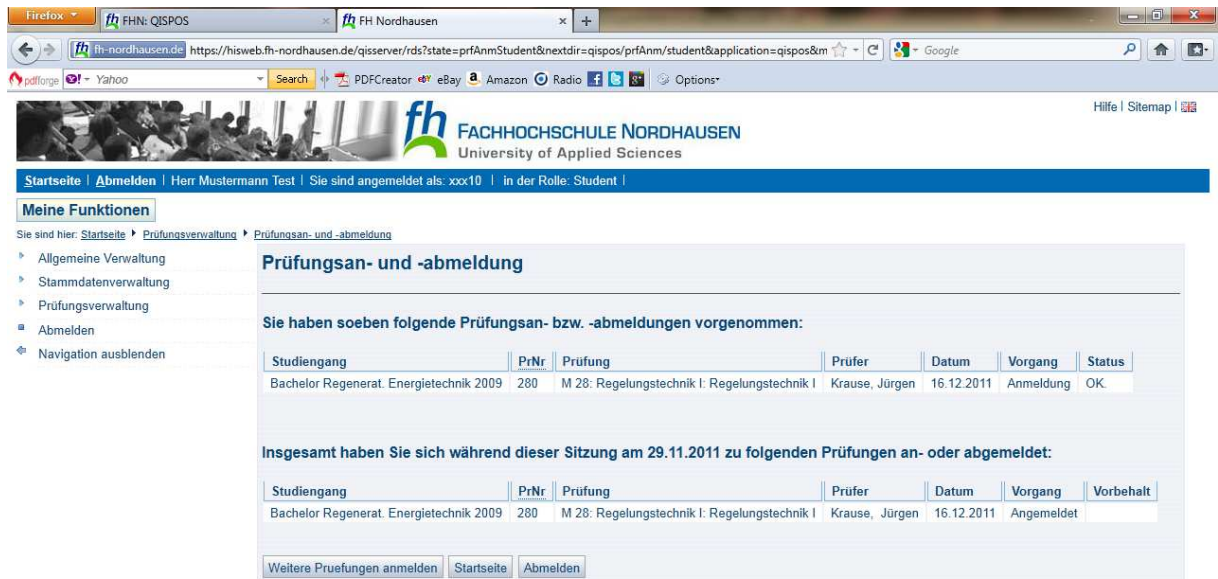 Firefox
FHN: QISPOS
FH Nordhausen
fh-nordhausen.de https://hisweb.fh-nordhausen.de/qisserver/rds?state=prfAnmStudent&nextdir=qispos/prfAnm/student&application=qispos&m
Google
pdfforge Yahoo Search PDFCreator eBay Amazon Radio Options
Hilfe | Sitemap |
fh FACHHOCHSCHULE NORDHAUSEN
University of Applied Sciences
Startseite | Abmelden | Herr Mustermann Test | Sie sind angemeldet als: xxx10 | in der Rolle: Student |
Meine Funktionen
Sie sind hier: Startseite Prüfungsverwaltung Prüfungsan- und -abmeldung
Allgemeine Verwaltung
Stammdatenverwaltung
Prüfungsverwaltung
Abmelden
Navigation ausblenden
Prüfungsan- und -abmeldung
Sie haben soeben folgende Prüfungsan- bzw. -abmeldungen vorgenommen:
Studiengang PrNr Prüfung Prüfer Datum Vorgang Status
Bachelor Regenerat. Energietechnik 2009 280 M 28: Regelungstechnik I: Regelungstechnik I Krause, Jürgen 16.12.2011 Anmeldung OK.
Insgesamt haben Sie sich während dieser Sitzung am 29.11.2011 zu folgenden Prüfungen an- oder abgemeldet:
Studiengang PrNr Prüfung Prüfer Datum Vorgang Vorbehalt
Bachelor Regenerat. Energietechnik 2009 280 M 28: Regelungstechnik I: Regelungstechnik I Krause, Jürgen 16.12.2011 Angemeldet
Weitere Pruefungen anmelden Startseite Abmelden